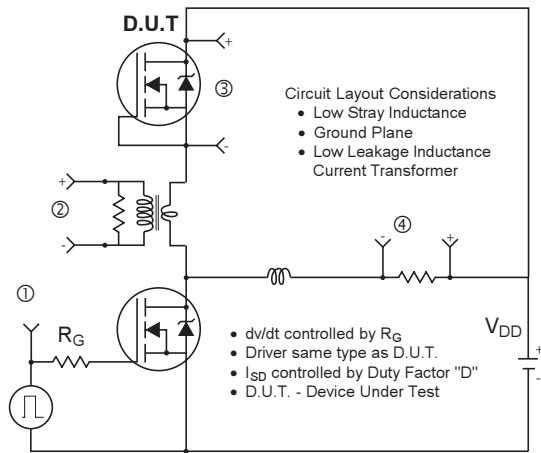 D.U.T
+
③
-
Circuit Layout Considerations
• Low Stray Inductance
• Ground Plane
• Low Leakage Inductance
Current Transformer
+
②
-
④
-
+
①
RG
• dv/dt controlled by RG
• Driver same type as D.U.T.
• ISD controlled by Duty Factor "D"
• D.U.T. - Device Under Test
VDD
+
-